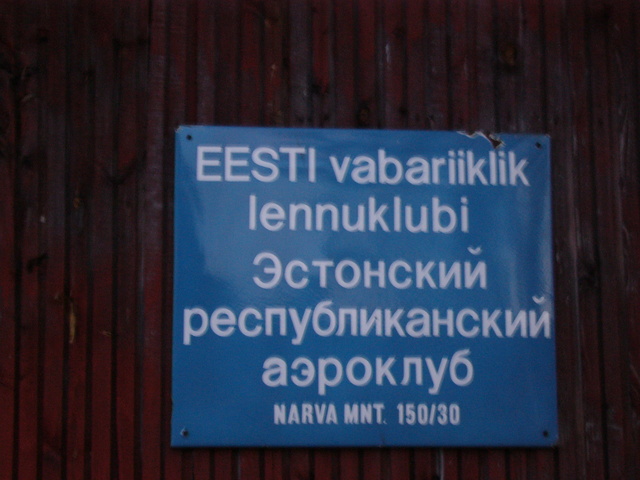 EESTI vabariiklik
lennuklubi
Эстонский
республиканский
аэроклуб
NARVA MNT. 150/30